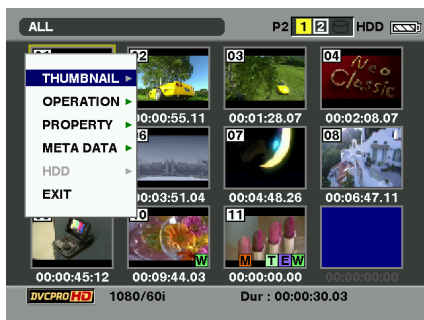 ALL P2 1 2 HDD
02 03 04
Neo Classic
THUMBNAIL
OPERATION
PROPERTY
META DATA
HDD
EXIT
00:00:55.11 00:01:28.07 00:02:08.07
07 08
00:03:51.04 00:04:48.26 00:06:47.11
10 11
W M T E W
00:00:45:12 00:09:44.03 00:00:00.00 00:00:00.00
DVCPRO HD 1080/60i Dur : 00:00:30.03